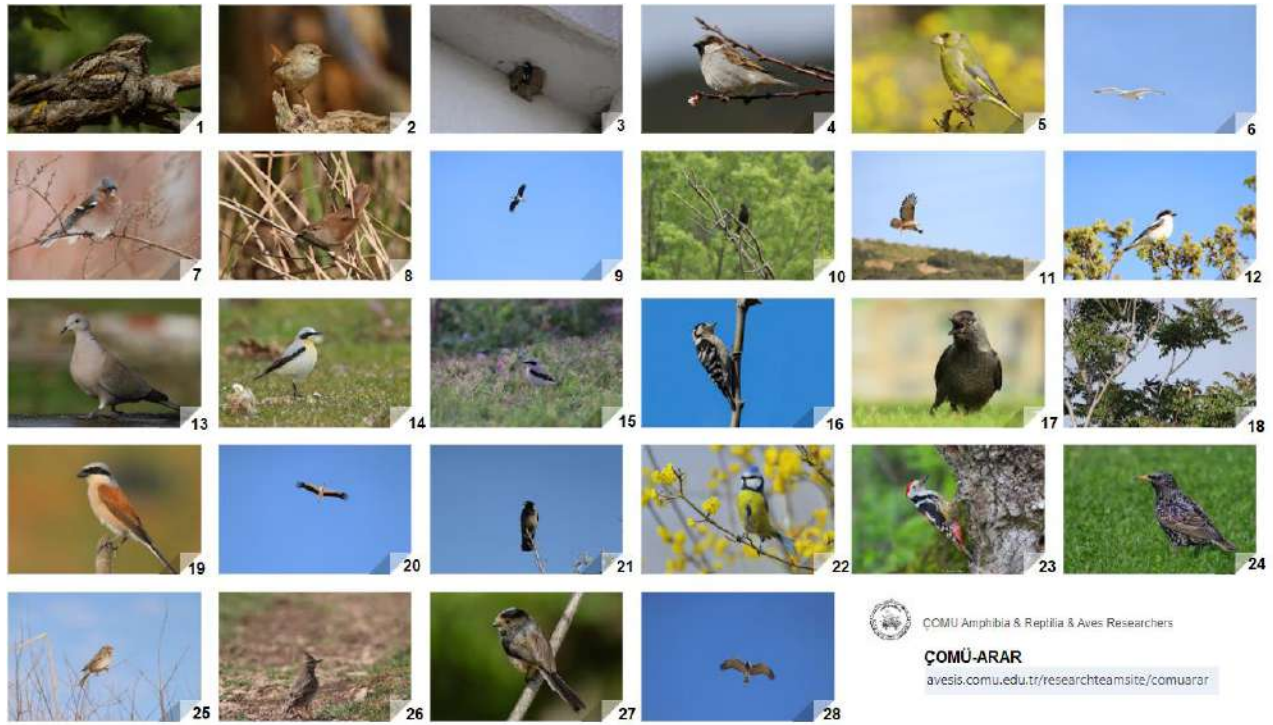 1 2 3 4 5 6
7 8 9 10 11 12
13 14 15 16 17 18
19 20 21 22 23 24
25 26 27 28
ÇOMU Amphibia & Reptilia & Aves Researchers
ÇOMÜ-ARAR
avesis.comu.edu.tr/researchteamsite/comuarar